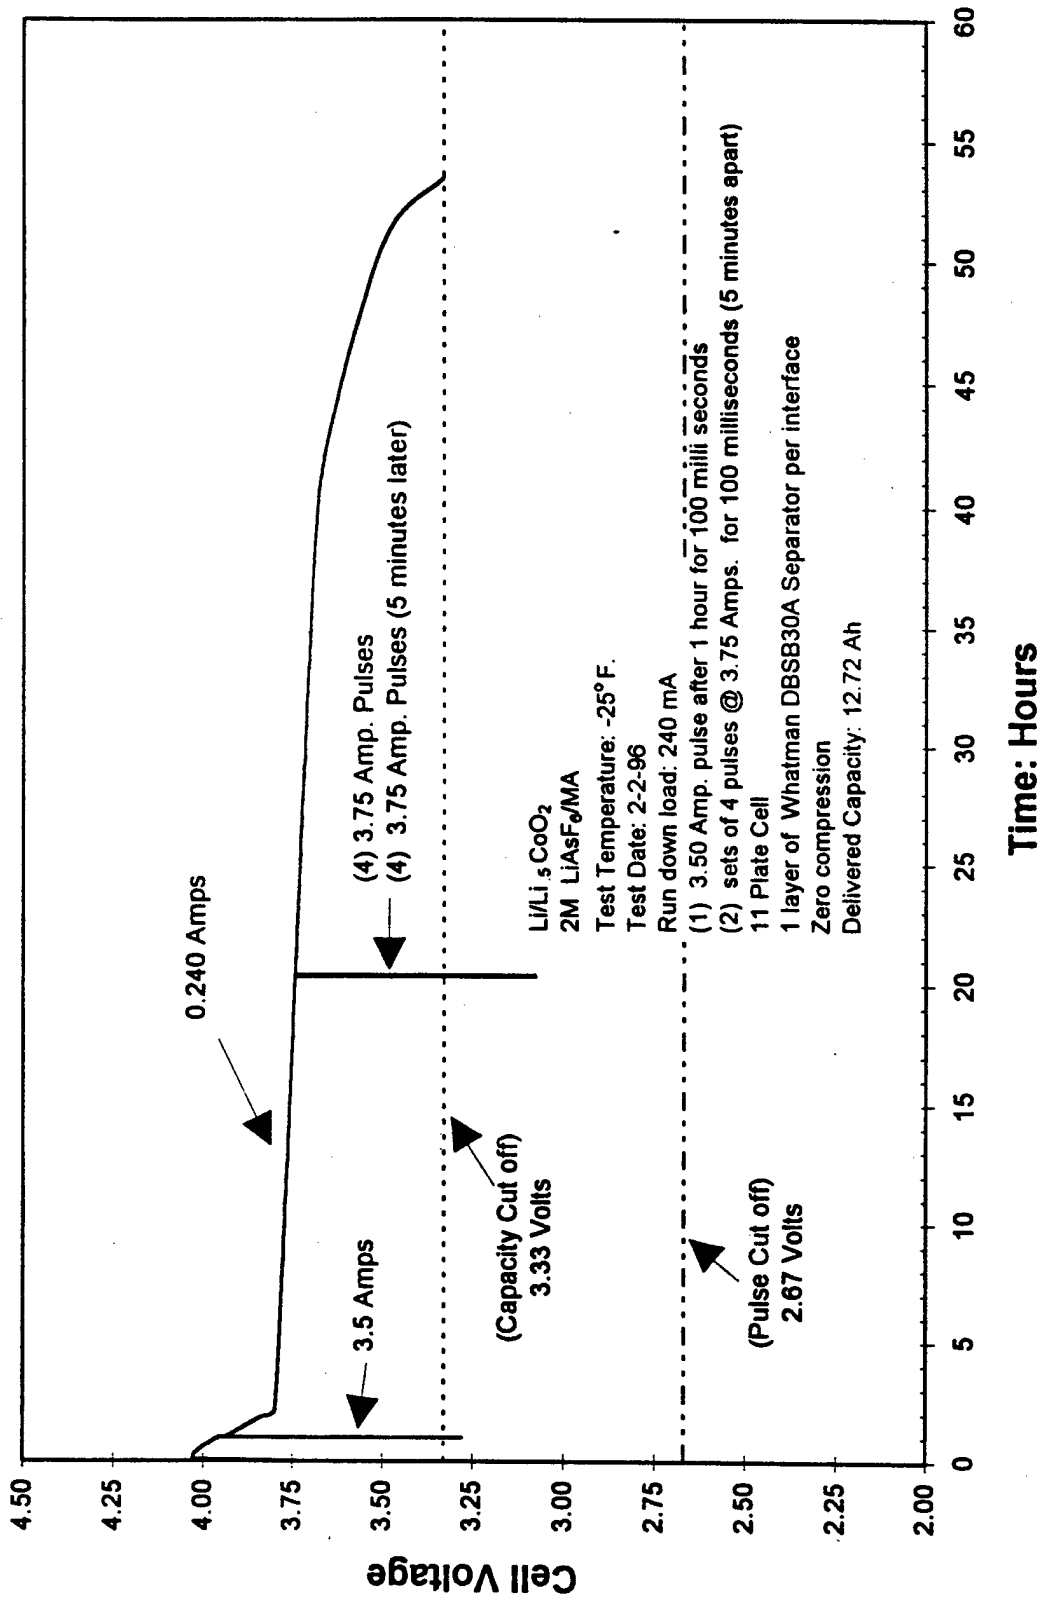 Cell Voltage
4.50
4.25
4.00
3.75
3.50
3.25
3.00
2.75
2.50
2.25
2.00
0.240 Amps
3.5 Amps
(4) 3.75 Amp. Pulses
(4) 3.75 Amp. Pulses (5 minutes later)
(Capacity Cut off)
3.33 Volts
(Pulse Cut off)
2.67 Volts
Li/Li.5CoO2
2M LiAsF6/MA
Test Temperature: -25°F.
Test Date: 2-2-96
Run down load: 240 mA
(1) 3.50 Amp. pulse after 1 hour for 100 milli seconds
(2) sets of 4 pulses @ 3.75 Amps. for 100 milliseconds (5 minutes apart)
11 Plate Cell
1 layer of Whatman DBSB30A Separator per interface
Zero compression
Delivered Capacity: 12.72 Ah
0 5 10 15 20 25 30 35 40 45 50 55 60
Time: Hours